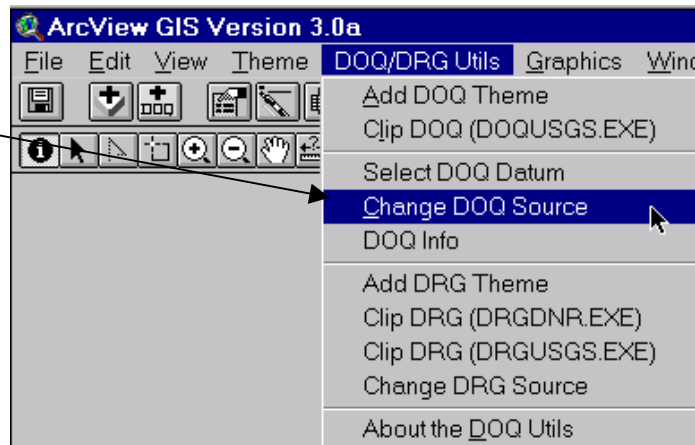 ArcView GIS Version 3.0a
File Edit View Theme DOQ/DRG Utils Graphics
DOQ
Add DOQ Theme
Clip DOQ (DOQUSGS.EXE)
Select DOQ Datum
Change DOQ Source
DOQ Info
Add DRG Theme
Clip DRG (DRGDNR.EXE)
Clip DRG (DRGUSGS.EXE)
Change DRG Source
About the DOQ Utils